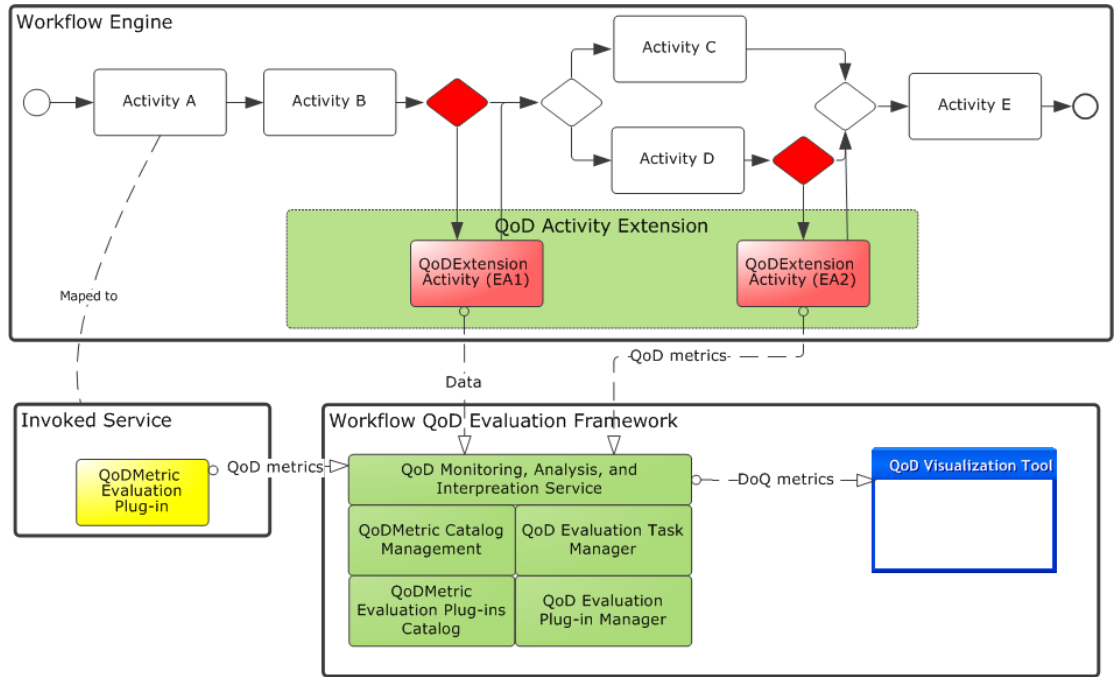 Workflow Engine
Activity A
Activity B
Activity C
Activity D
Activity E
QoD Activity Extension
QoDExtension
Activity (EA1)
QoDExtension
Activity (EA2)
Maped to
Data
QoD metrics
Invoked Service
QoDMetric
Evaluation
Plug-in
QoD metrics
Workflow QoD Evaluation Framework
QoD Monitoring, Analysis, and
Interpreation Service
QoDMetric Catalog
Management
QoD Evaluation Task
Manager
QoDMetric
Evaluation Plug-ins
Catalog
QoD Evaluation
Plug-in Manager
DoQ metrics
QoD Visualization Tool